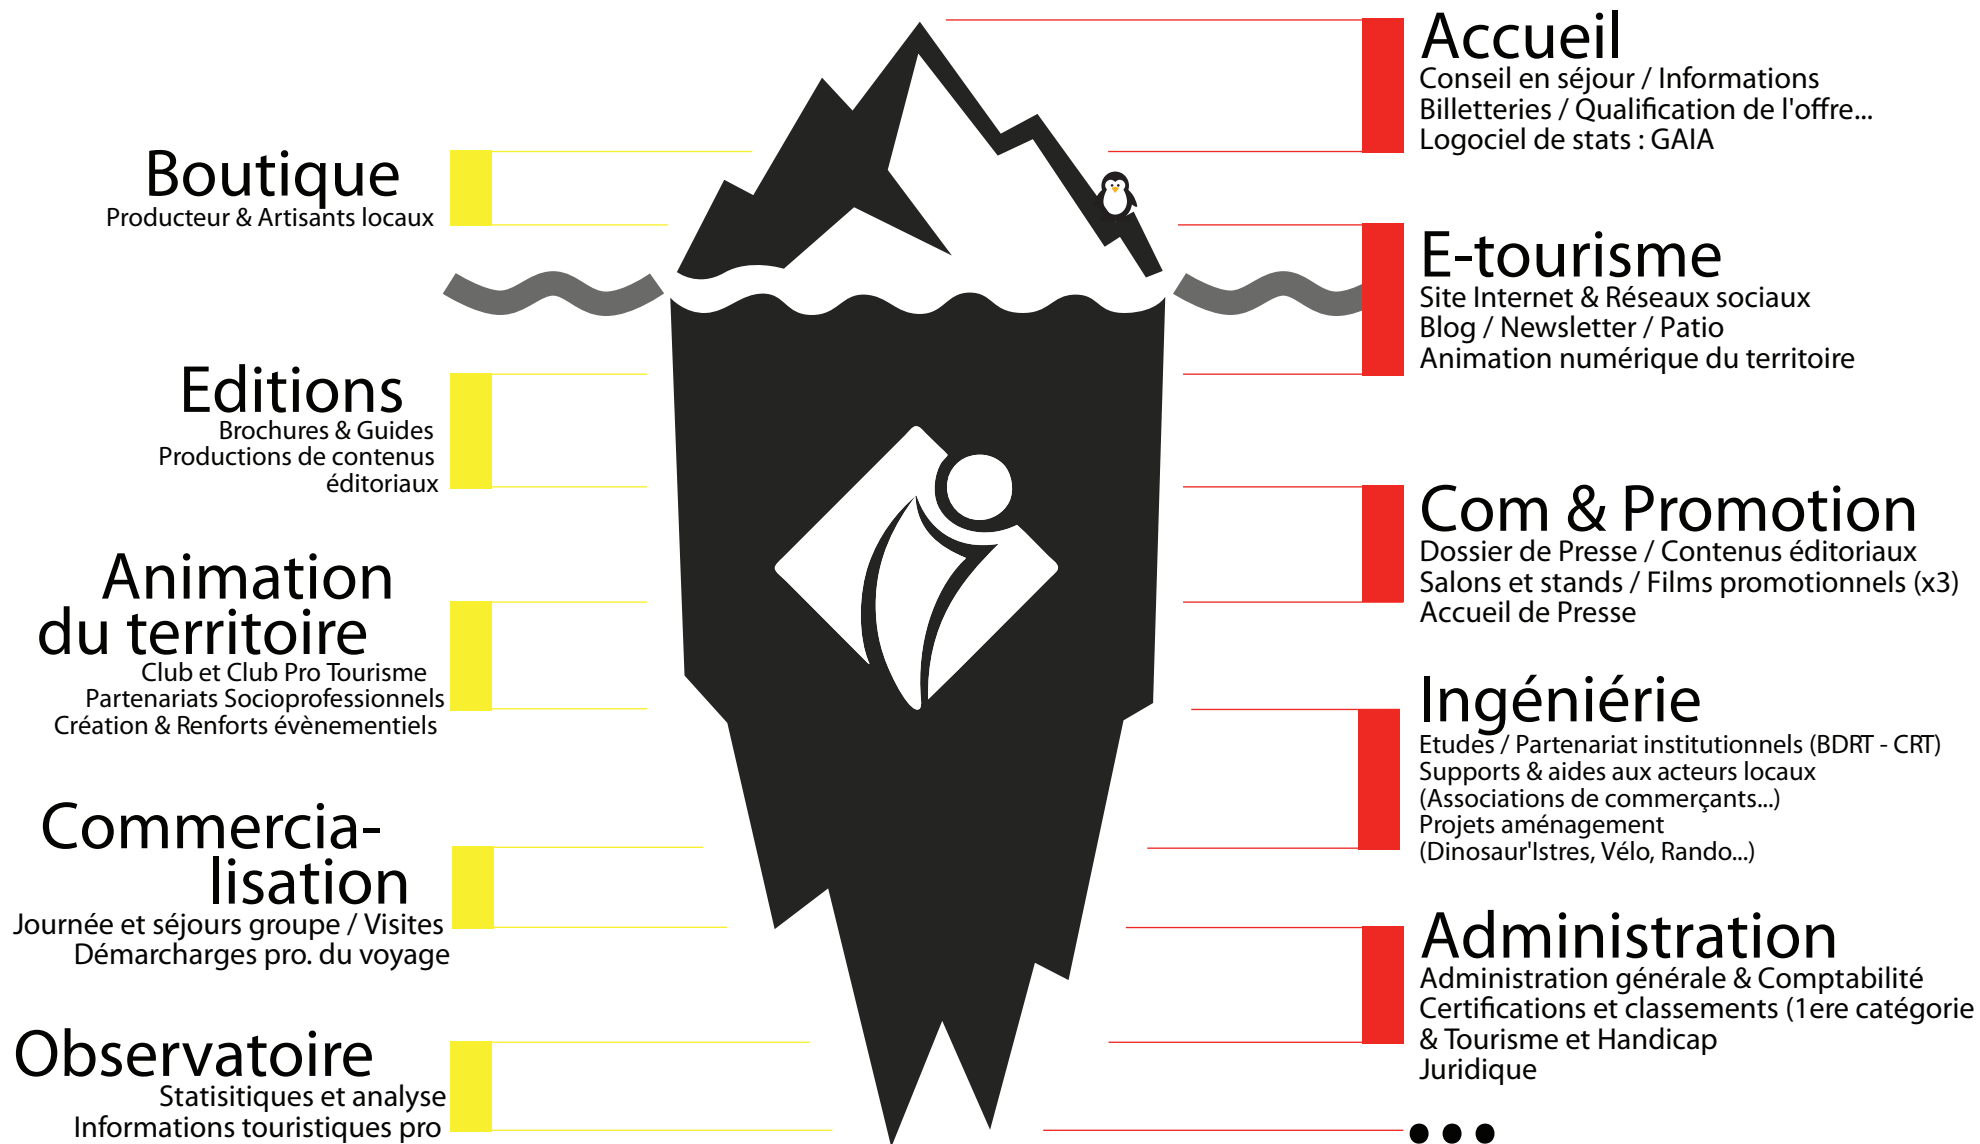 Boutique
Producteur & Artisants locaux
Editions
Brochures & Guides
Productions de contenus
éditoriaux
Animation
du territoire
Club et Club Pro Tourisme
Partenariats Socioprofessionnels
Création & Renforts évènementiels
Commercia-
lisation
Journée et séjours groupe / Visites
Démarcharges pro. du voyage
Observatoire
Statisitiques et analyse
Informations touristiques pro
Accueil
Conseil en séjour / Informations
Billetteries / Qualification de l'offre...
Logociel de stats : GAIA
E-tourisme
Site Internet & Réseaux sociaux
Blog / Newsletter / Patio
Animation numérique du territoire
Com & Promotion
Dossier de Presse / Contenus éditoriaux
Salons et stands / Films promotionnels (x3)
Accueil de Presse
Ingéniérie
Etudes / Partenariat institutionnels (BDRT - CRT)
Supports & aides aux acteurs locaux
(Associations de commerçants...)
Projets aménagement
(Dinosaur'Istres, Vélo, Rando...)
Administration
Administration générale & Comptabilité
Certifications et classements (1ere catégorie
& Tourisme et Handicap
Juridique
...